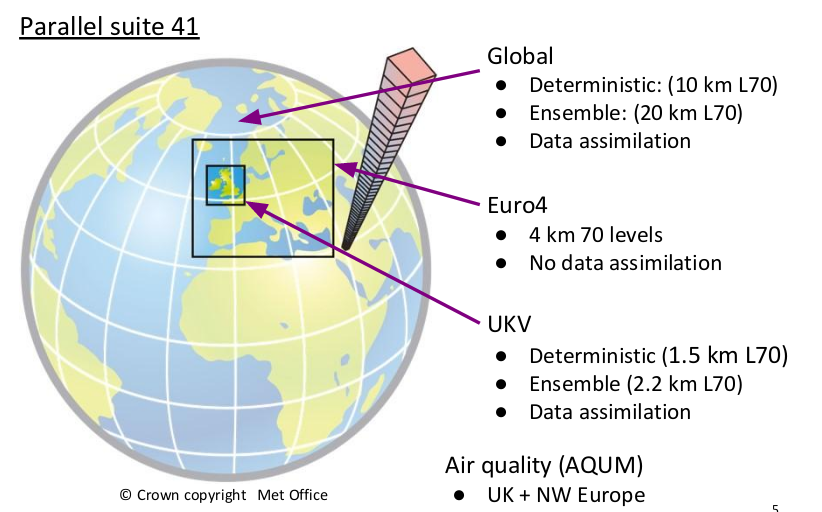 Parallel suite 41
Global
● Deterministic: (10 km L70)
● Ensemble: (20 km L70)
● Data assimilation
Euro4
● 4 km 70 levels
● No data assimilation
UKV
● Deterministic (1.5 km L70)
● Ensemble (2.2 km L70)
● Data assimilation
Air quality (AQUM)
● UK + NW Europe
© Crown copyright Met Office
5